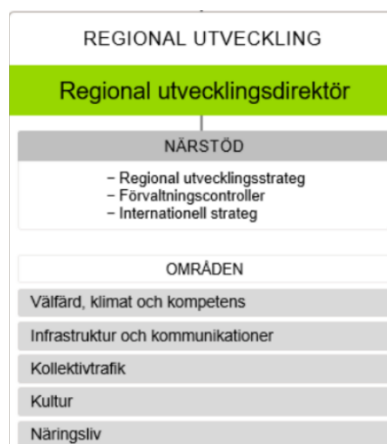 REGIONAL UTVECKLING
Regional utvecklingsdirektör
NÄRSTÖD
– Regional utvecklingsstrateg
– Förvaltningscontroller
– Internationell strateg
OMRÅDEN
Välfärd, klimat och kompetens
Infrastruktur och kommunikationer
Kollektivtrafik
Kultur
Näringsliv